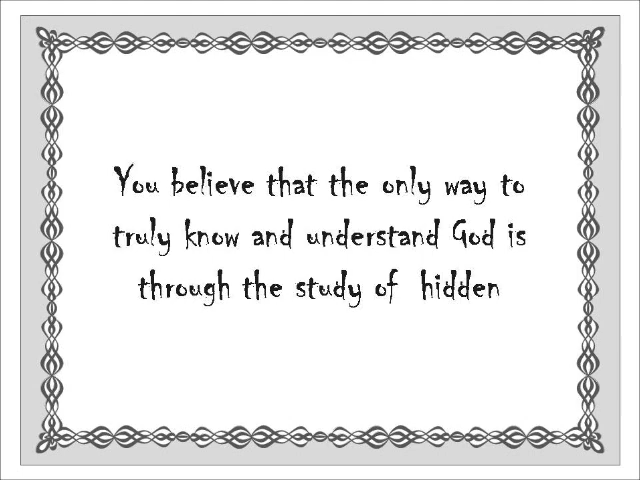 You believe that the only way to
truly know and understand God is
through the study of hidden